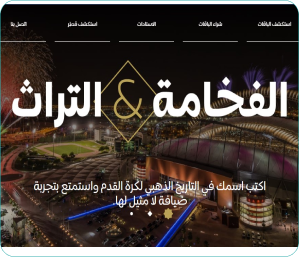 استكشف الباقات شراء الباقات الاستادات استكشف قطر اتصل بنا
الفخامة & التراث
اكتب اسمك في التاريخ الذهبي لكرة القدم واستمتع بتجربة
ضيافة لا مثيل لها.